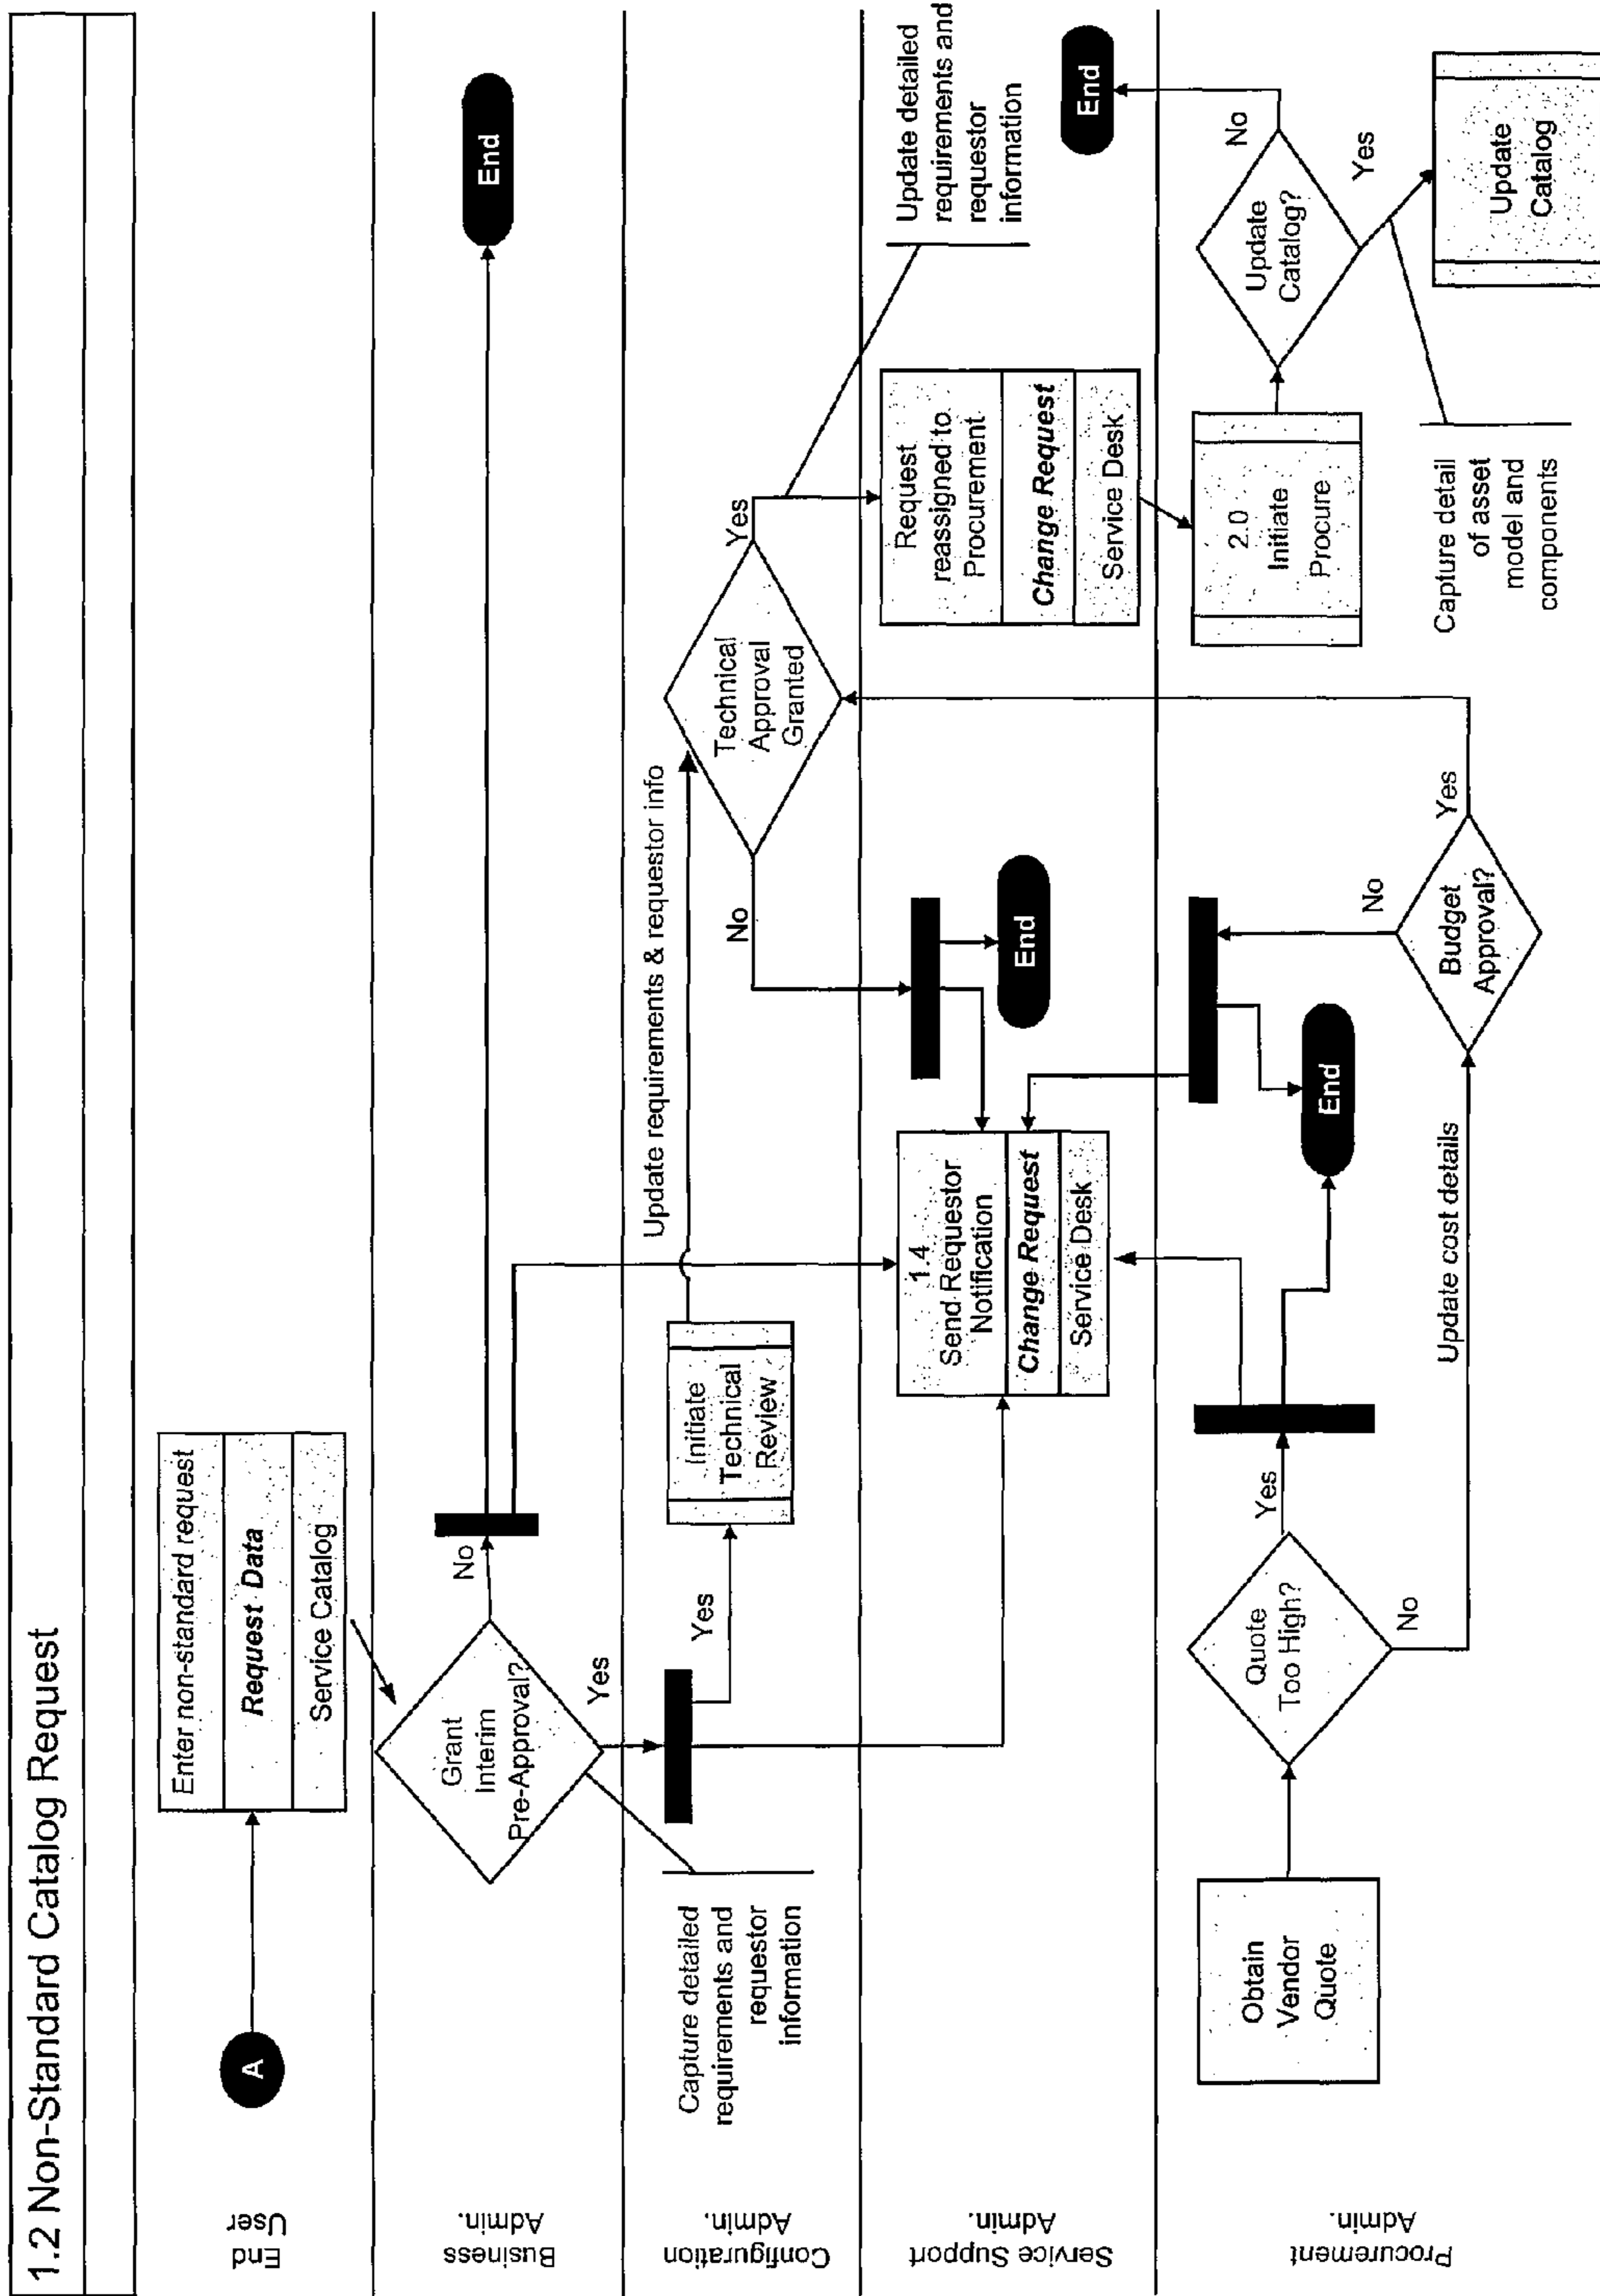 1.2 Non-Standard Catalog Request
End
User
A
Enter non-standard request
Request Data
Service Catalog
Business
Admin.
Grant
Interim
Pre-Approval?
No
Yes
End
Configuration
Admin.
Capture detailed
requirements and
requestor
information
Yes
Initiate
Technical
Review
Update requirements & requestor info
Technical
Approval
Granted
No
Yes
Update detailed
requirements and
requestor
information
Service Support
Admin.
1.4
Send Requestor
Notification
Change Request
Service Desk
End
Request
reassigned to
Procurement
Change Request
Service Desk
End
Procurement
Admin.
Obtain
Vendor
Quote
Quote
Too High?
Yes
No
End
Update cost details
Budget
Approval?
No
Yes
2.0
Initiate
Procure
Update
Catalog?
No
Yes
Capture detail
of asset
model and
components
Update
Catalog